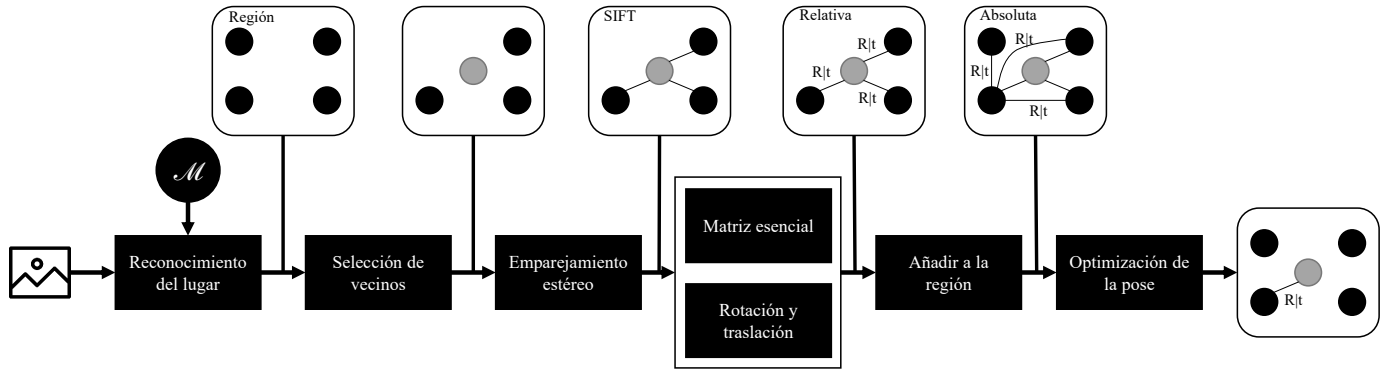 Región
SIFT
Relativa
R|t
R|t
R|t
Absoluta
R|t
R|t
R|t
ℳ
Reconocimiento
del lugar
Selección de
vecinos
Emparejamiento
estéreo
Matriz esencial
Rotación y
traslación
Añadir a la
región
Optimización de
la pose
R|t